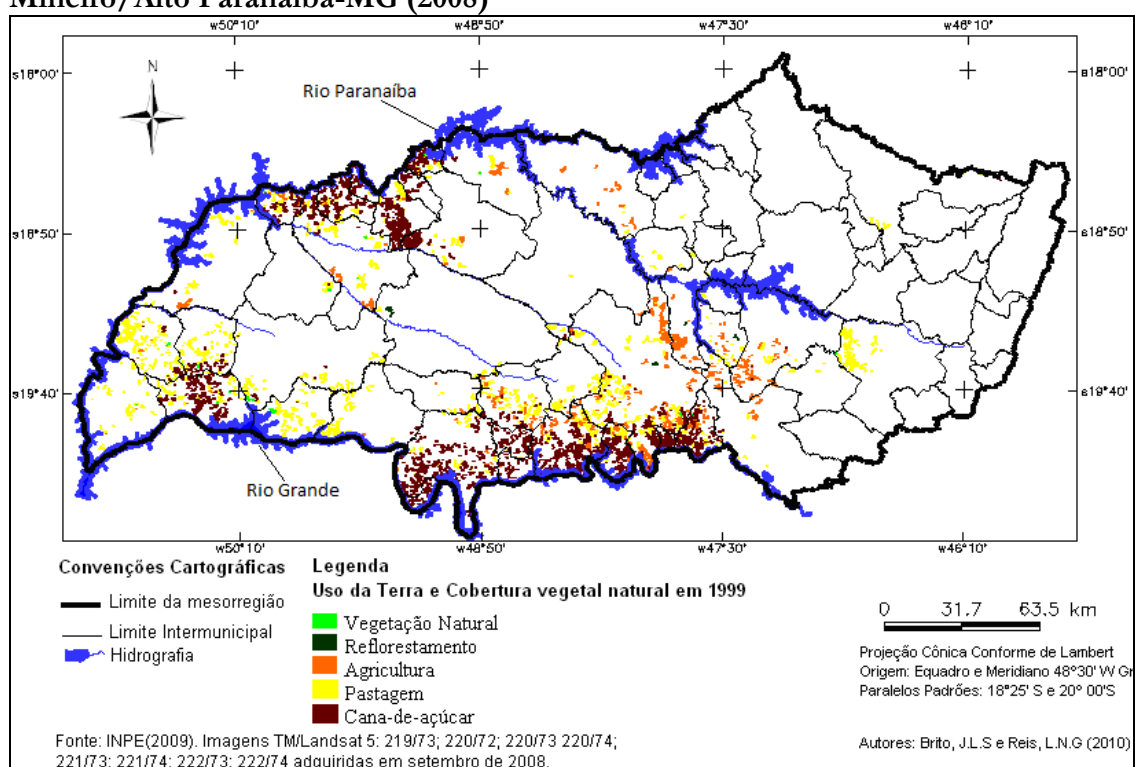 Mineiro/Alto Paranaíba-MG (2008)
w50°10' w48°50' w47°30' w46°10'
s18°00' s18°00'
N
Rio Paranaíba
s18°50' s18°50'
s19°40' s19°40'
Rio Grande
w50°10' w48°50' w47°30' w46°10'
Convenções Cartográficas
Limite da mesorregião
Limite Intermunicipal
Hidrografia
Legenda
Uso da Terra e Cobertura vegetal natural em 1999
Vegetação Natural
Reflorestamento
Agricultura
Pastagem
Cana-de-açúcar
0 31.7 63.5 km
Projeção Cônica Conforme de Lambert
Origem: Equadro e Meridiano 48°30' W Gr
Paralelos Padrões: 18°25' S e 20° 00'S
Fonte: INPE(2009). Imagens TM/Landsat 5: 219/73; 220/72; 220/73 220/74;
221/73; 221/74; 222/73; 222/74 adquiridas em setembro de 2008.
Autores: Brito, J.L.S e Reis, L.N.G (2010)